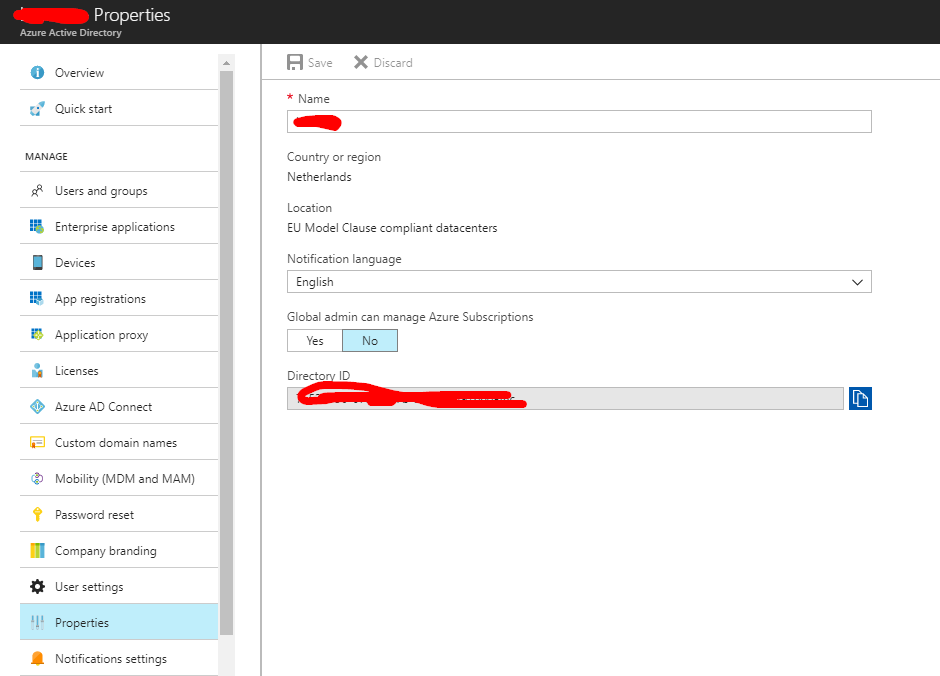 Properties
Azure Active Directory
Overview
Quick start
MANAGE
Users and groups
Enterprise applications
Devices
App registrations
Application proxy
Licenses
Azure AD Connect
Custom domain names
Mobility (MDM and MAM)
Password reset
Company branding
User settings
Properties
Notifications settings
Save Discard
* Name
Country or region
Netherlands
Location
EU Model Clause compliant datacenters
Notification language
English
Global admin can manage Azure Subscriptions
Yes No
Directory ID